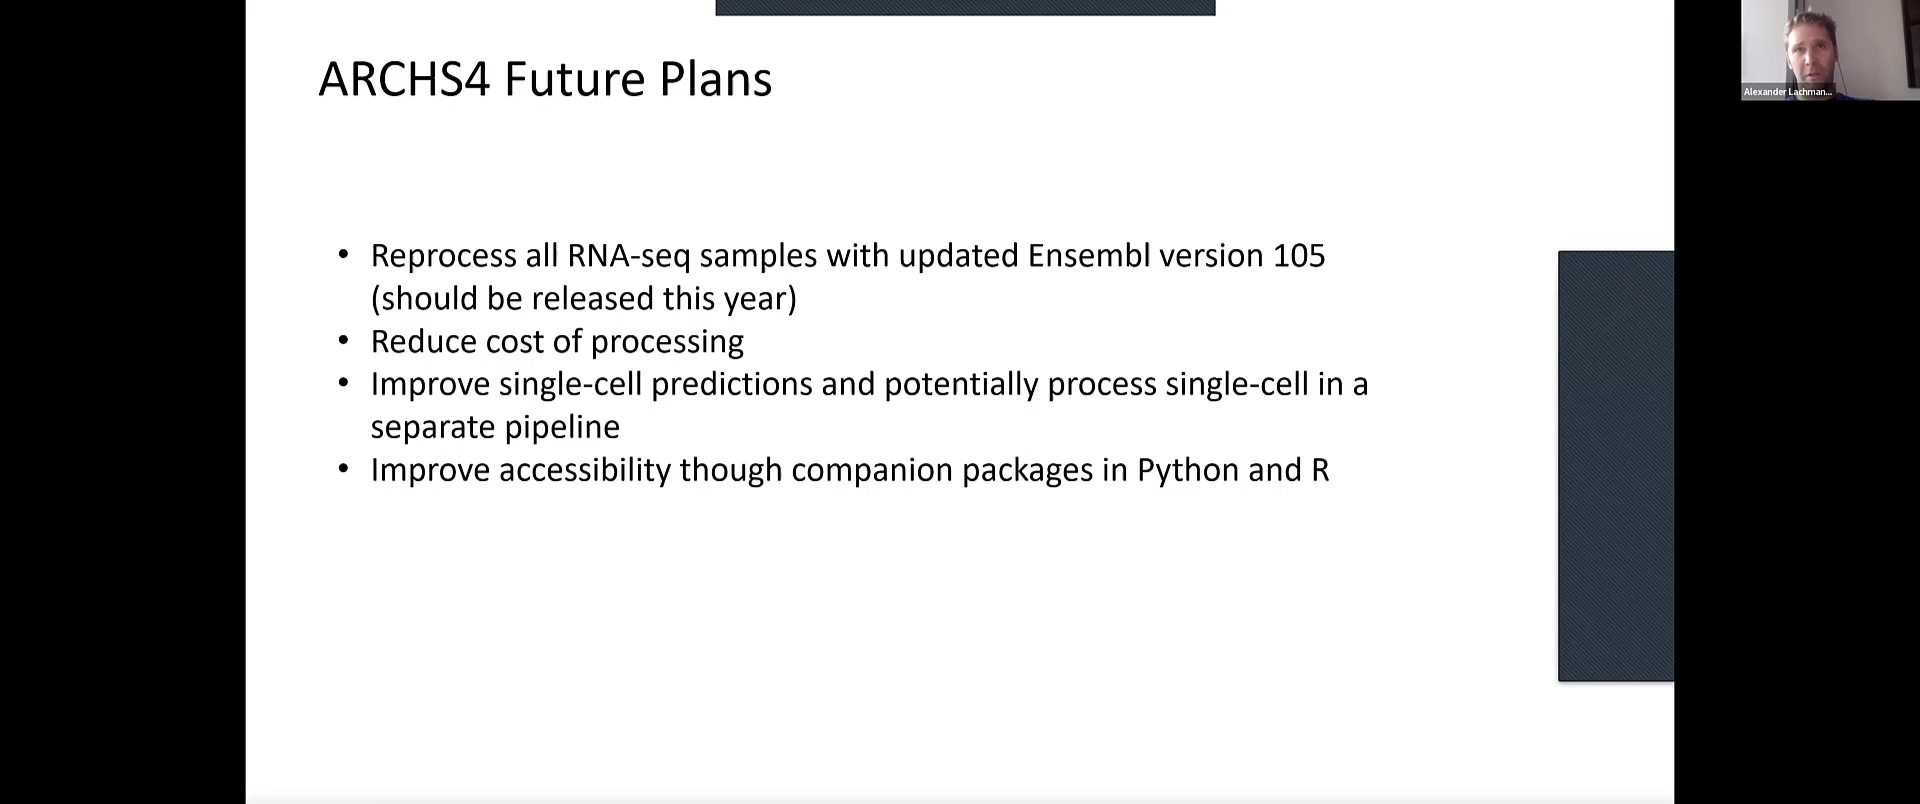 ARCHS4 Future Plans
Alexander Lachman...
• Reprocess all RNA-seq samples with updated Ensembl version 105
(should be released this year)
• Reduce cost of processing
• Improve single-cell predictions and potentially process single-cell in a
separate pipeline
• Improve accessibility though companion packages in Python and R